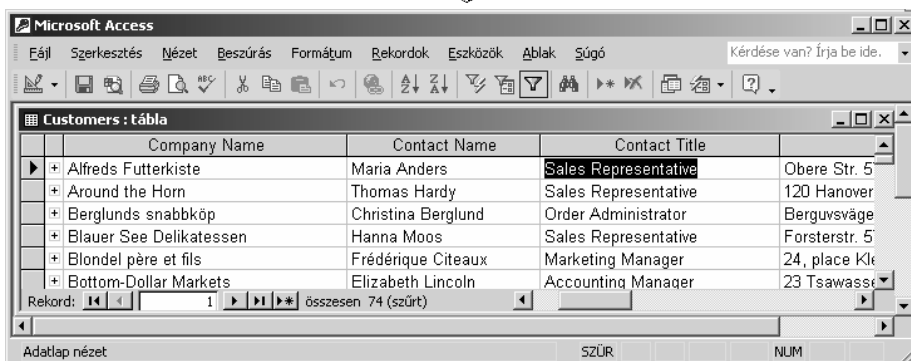 Microsoft Access
Fájl Szerkesztés Nézet Beszúrás Formátum Rekordok Eszközök Ablak Súgó Kérdése van? Írja be ide.
Customers : tábla
Company Name Contact Name Contact Title
Alfreds Futterkiste Maria Anders Sales Representative Obere Str. 57
Around the Horn Thomas Hardy Sales Representative 120 Hanover
Berglunds snabbköp Christina Berglund Order Administrator Berguvsväge
Blauer See Delikatessen Hanna Moos Sales Representative Forsterstr. 5
Blondel père et fils Frédérique Citeaux Marketing Manager 24, place Klé
Bottom-Dollar Markets Elizabeth Lincoln Accounting Manager 23 Tsawasse
Rekord: 1 összesen 74 (szűrt)
Adatlap nézet SZŰR NUM